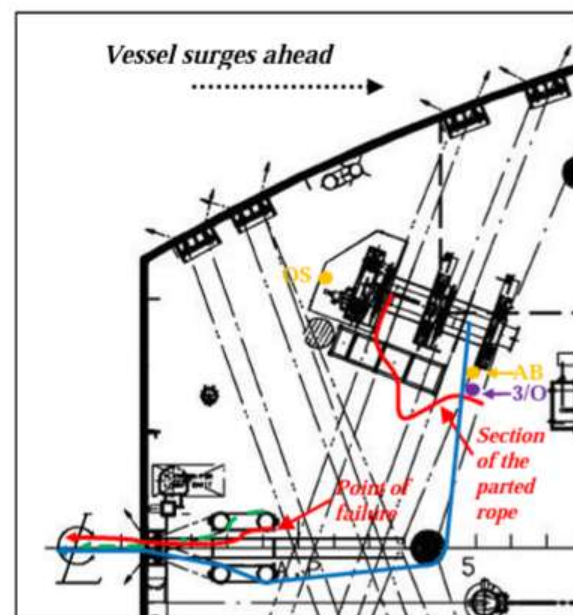 Vessel surges ahead
OS
AB
3/O
Section
of the
parted
rope
Point of
failure
A P
5